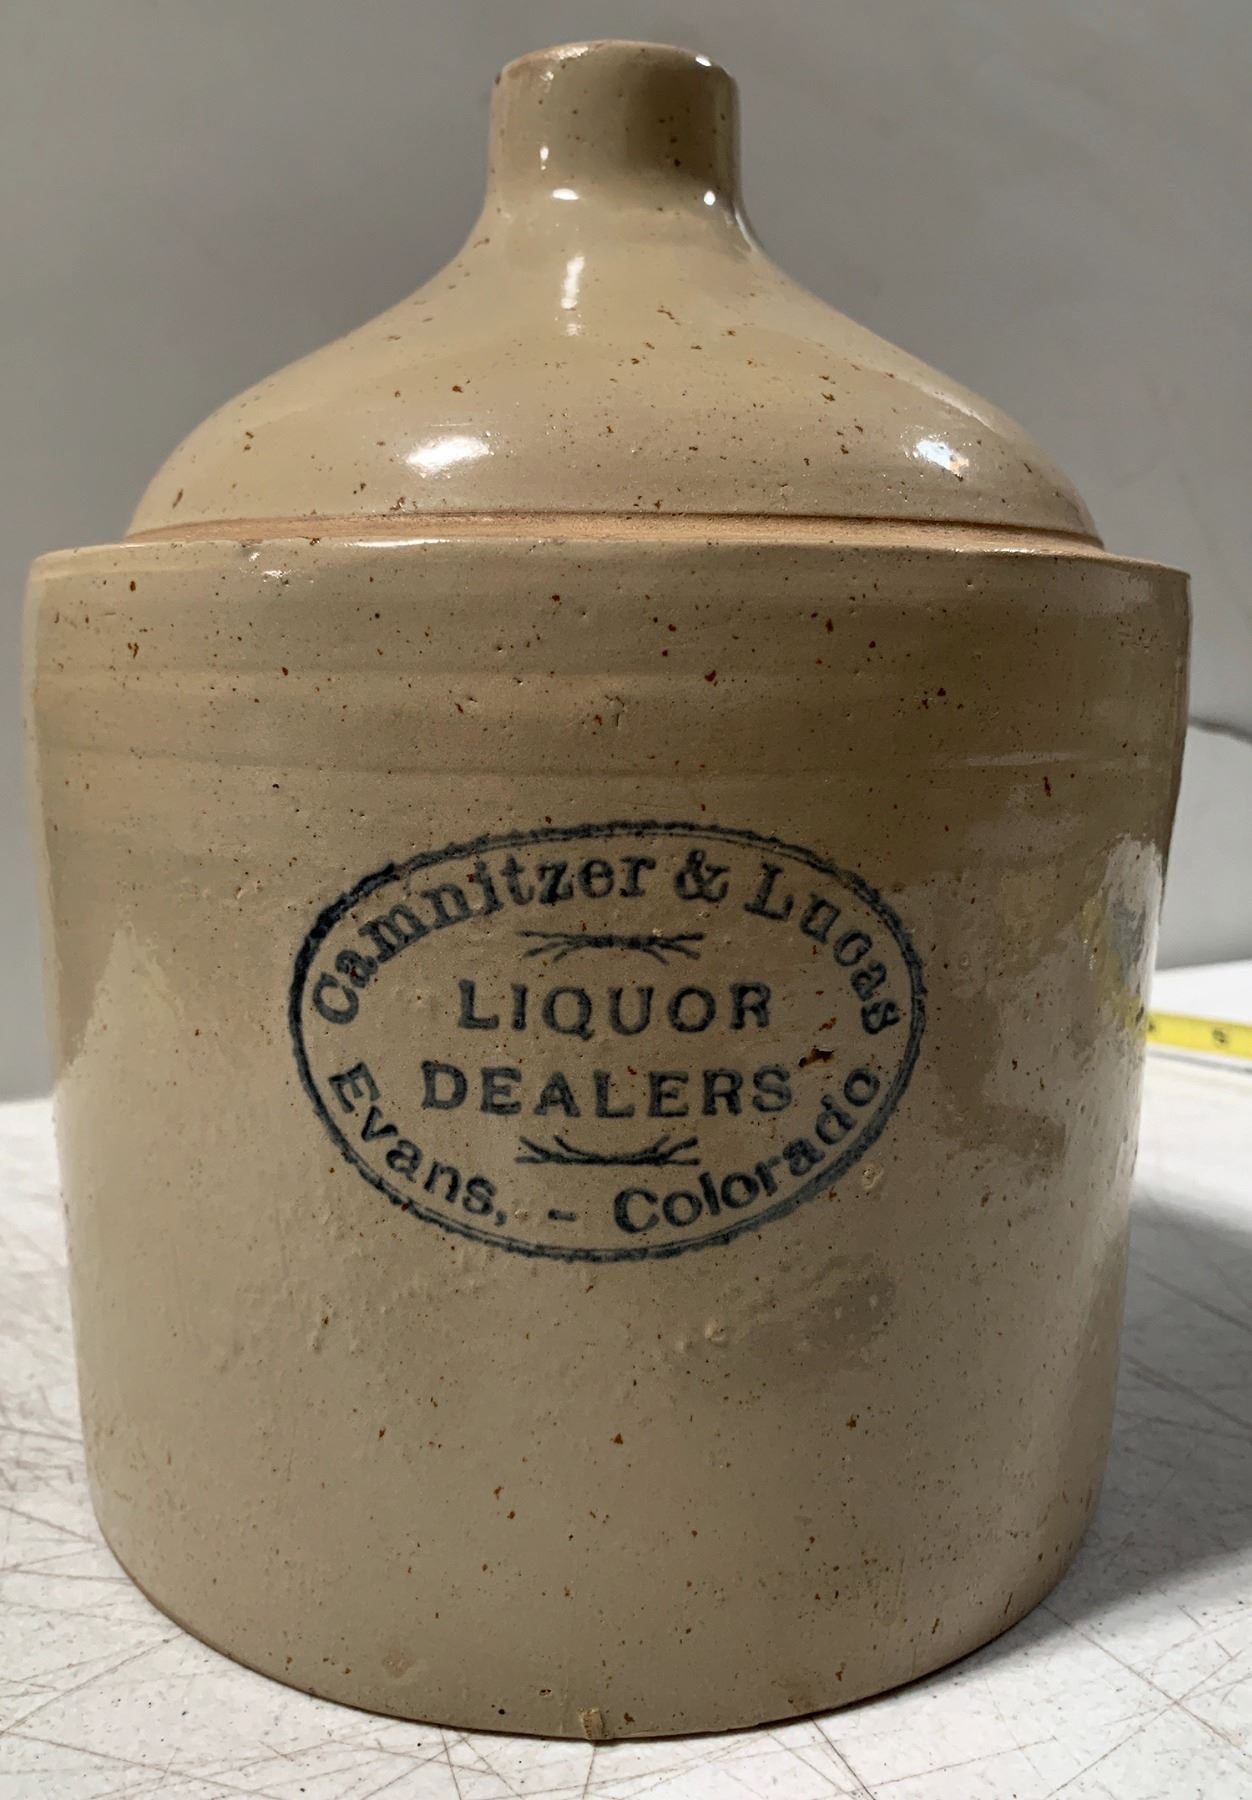 Camnitzer & Lucas
LIQUOR
DEALERS
Evans, - Colorado